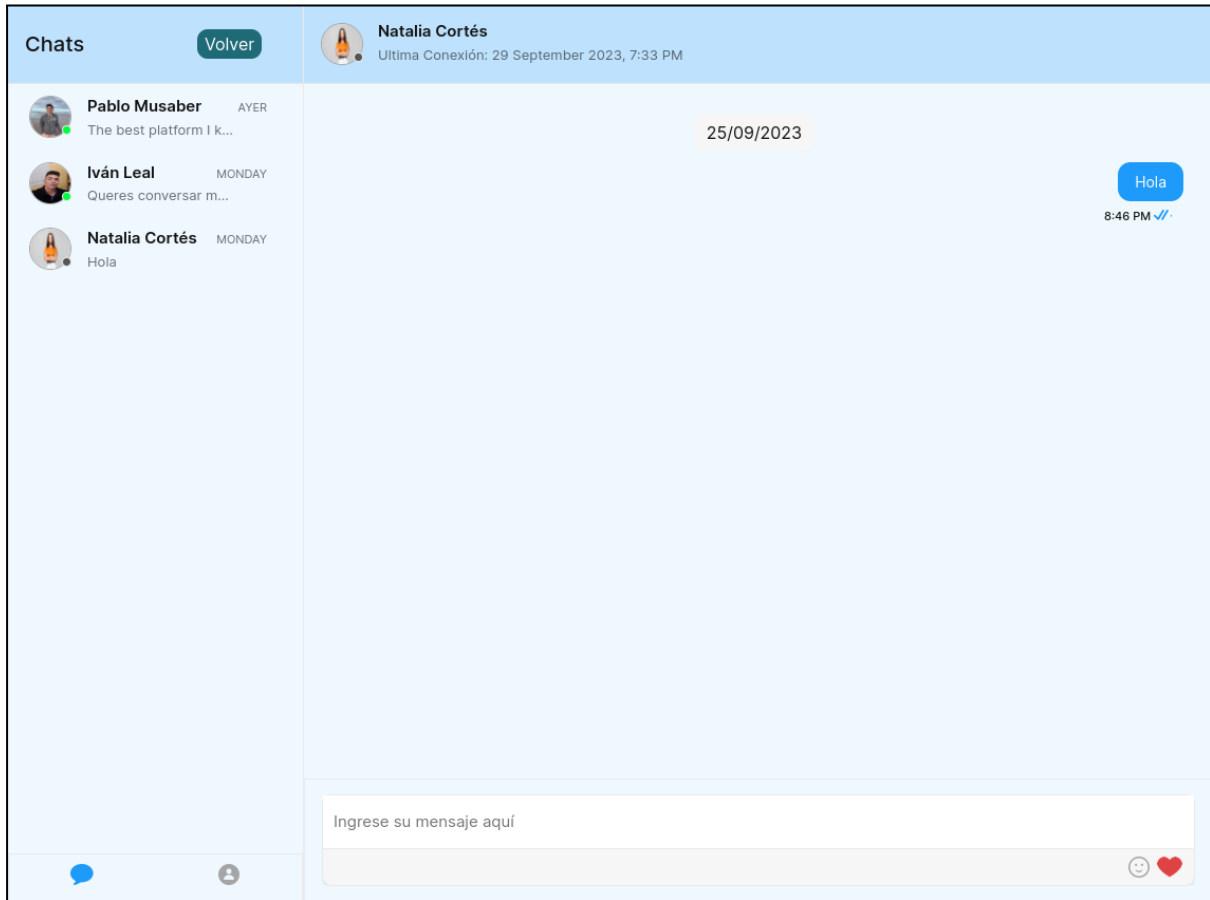 Chats
Volver
Pablo Musaber AYER
The best platform I k...
Iván Leal MONDAY
Queres conversar m...
Natalia Cortés MONDAY
Hola
Natalia Cortés
Ultima Conexión: 29 September 2023, 7:33 PM
25/09/2023
Hola
8:46 PM
Ingrese su mensaje aquí